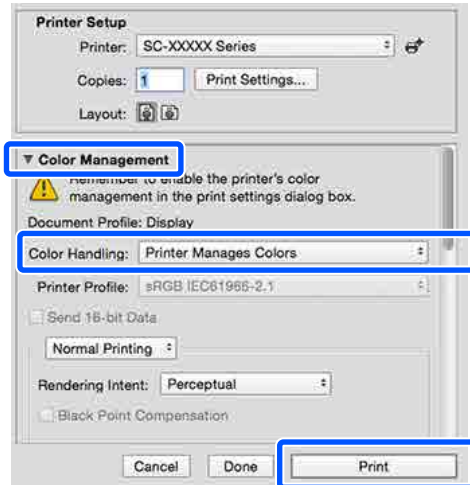 Printer Setup
Printer: SC-XXXXX Series
Copies: 1 Print Settings...
Layout:
▼ Color Management
Remember to enable the printer's color
management in the print settings dialog box.
Document Profile: Display
Color Handling: Printer Manages Colors
Printer Profile: sRGB IEC61966-2.1
Send 16-bit Data
Normal Printing
Rendering Intent: Perceptual
Black Point Compensation
Cancel Done Print